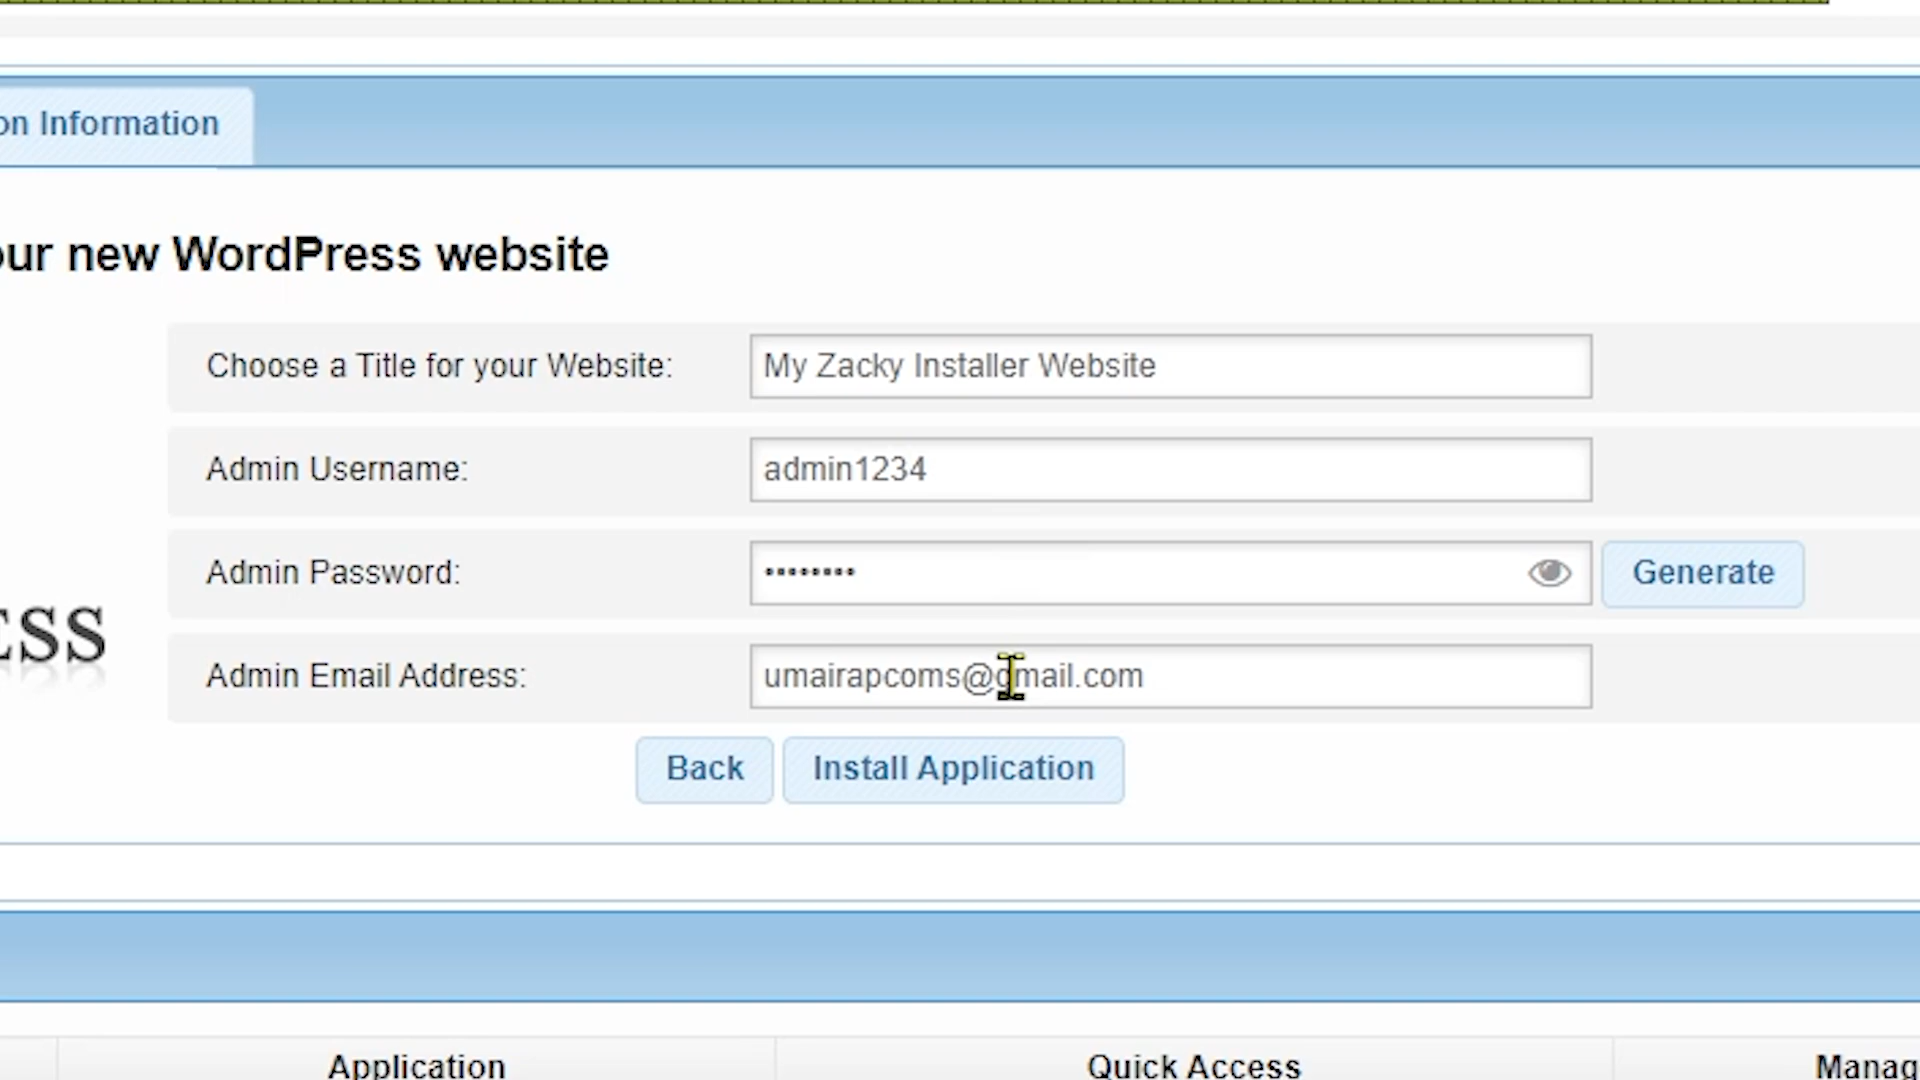 on Information
our new WordPress website
Choose a Title for your Website: My Zacky Installer Website
Admin Username: admin1234
Admin Password: •••••••• Generate
ESS
Admin Email Address: umairapcoms@gmail.com
Back Install Application
Application Quick Access Manag